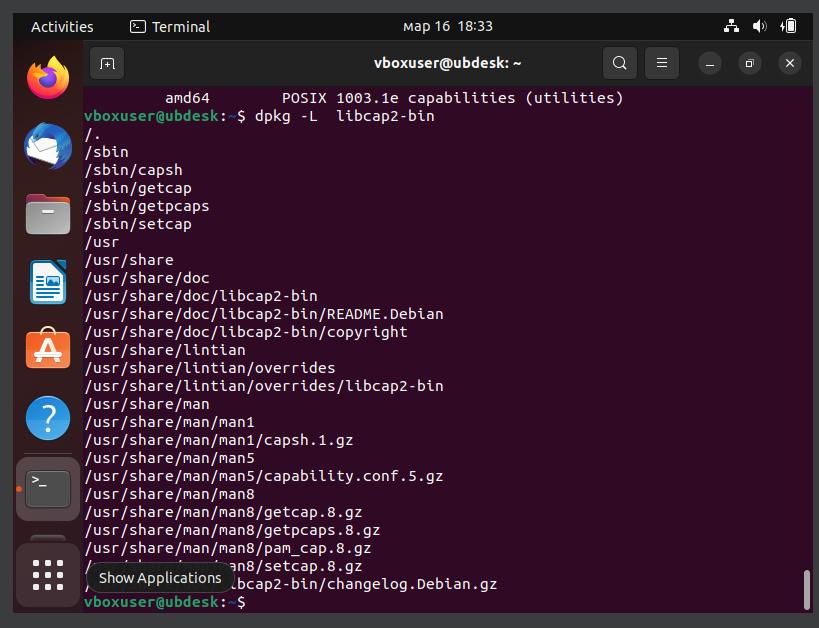 Activities Terminal мар 16 18:33
vboxuser@ubdesk: ~
amd64 POSIX 1003.1e capabilities (utilities)
vboxuser@ubdesk:~$ dpkg -L  libcap2-bin
/.
/sbin
/sbin/capsh
/sbin/getcap
/sbin/getpcaps
/sbin/setcap
/usr
/usr/share
/usr/share/doc
/usr/share/doc/libcap2-bin
/usr/share/doc/libcap2-bin/README.Debian
/usr/share/doc/libcap2-bin/copyright
/usr/share/lintian
/usr/share/lintian/overrides
/usr/share/lintian/overrides/libcap2-bin
/usr/share/man
/usr/share/man/man1
/usr/share/man/man1/capsh.1.gz
/usr/share/man/man5
/usr/share/man/man5/capability.conf.5.gz
/usr/share/man/man8
/usr/share/man/man8/getcap.8.gz
/usr/share/man/man8/getpcaps.8.gz
/usr/share/man/man8/pam_cap.8.gz
/usr/share/man/man8/setcap.8.gz
Show Applications
bcap2-bin/changelog.Debian.gz
vboxuser@ubdesk:~$